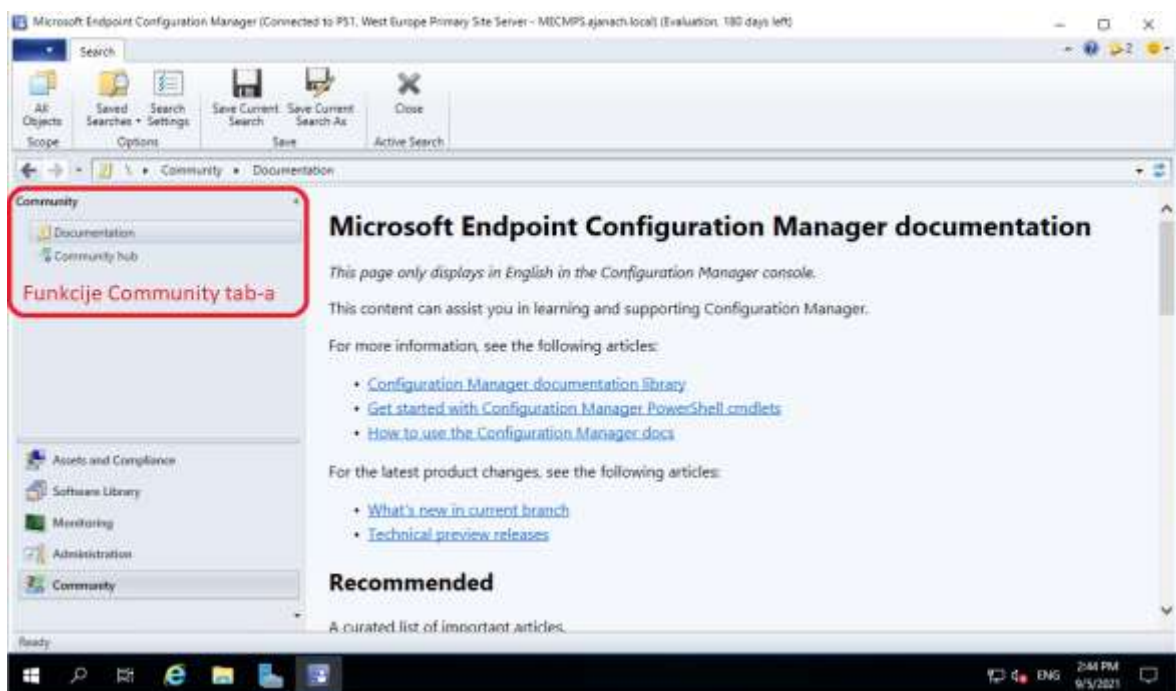 Microsoft Endpoint Configuration Manager (Connected to PS1, West Europe Primary Site Server - MECMPS.ajanach.local) (Evaluation, 180 days left)
Search
2
All Objects
Saved Searches
Search Settings
Save Current Search
Save Current Search As
Close
Scope
Options
Save
Active Search
\ Community Documentation
Community
Documentation
Community hub
Funkcije Community tab-a
Microsoft Endpoint Configuration Manager documentation
This page only displays in English in the Configuration Manager console.
This content can assist you in learning and supporting Configuration Manager.
For more information, see the following articles:
• Configuration Manager documentation library
• Get started with Configuration Manager PowerShell cmdlets
• How to use the Configuration Manager docs
For the latest product changes, see the following articles:
• What's new in current branch
• Technical preview releases
Recommended
A curated list of important articles.
Assets and Compliance
Software Library
Monitoring
Administration
Community
Ready
ENG
2:44 PM
9/5/2021